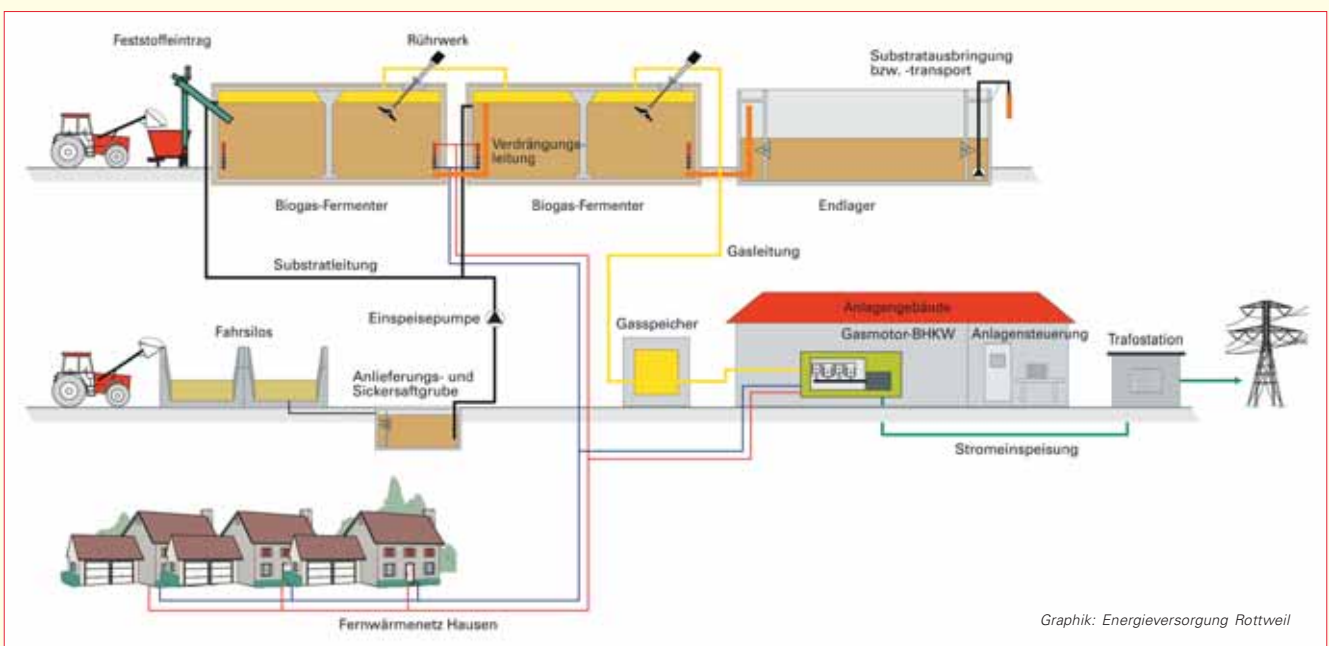 Feststoffeintrag
Rührwerk
Substratausbringung
bzw. -transport
Verdrängungs-
leitung
Biogas-Fermenter
Biogas-Fermenter
Endlager
Substratleitung
Gasleitung
Einspeisepumpe
Fahrsilos
Anlieferungs- und
Sickersaftgrube
Gasspeicher
Anlagengebäude
Gasmotor-BHKW
Anlagensteuerung
Trafostation
Stromeinspeisung
Fernwärmenetz Hausen
Graphik: Energieversorgung Rottweil